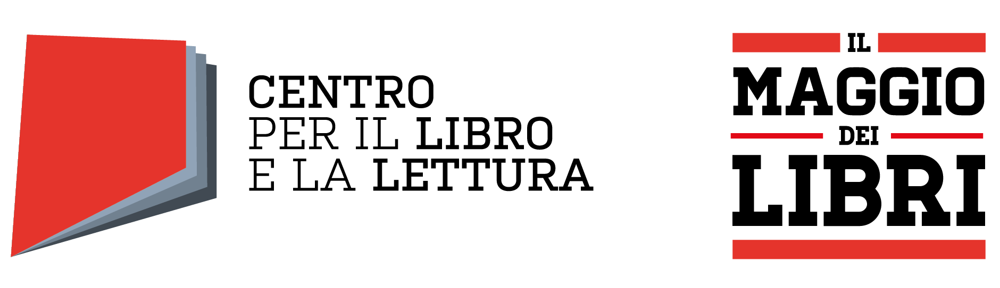 CENTRO
PER IL LIBRO
E LA LETTURA
IL
MAGGIO
DEI
LIBRI